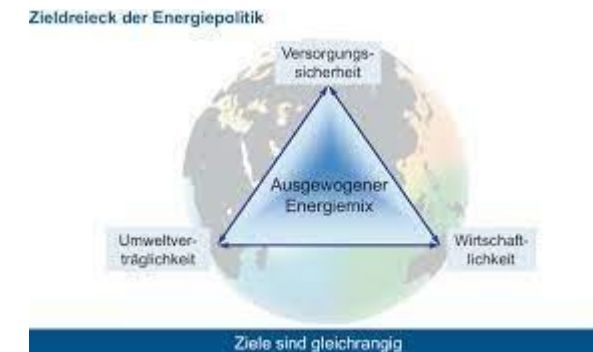 Zieldreieck der Energiepolitik
Versorgungs-
sicherheit
Ausgewogener
Energiemix
Umweltver-
träglichkeit
Wirtschaft-
lichkeit
Ziele sind gleichrangig